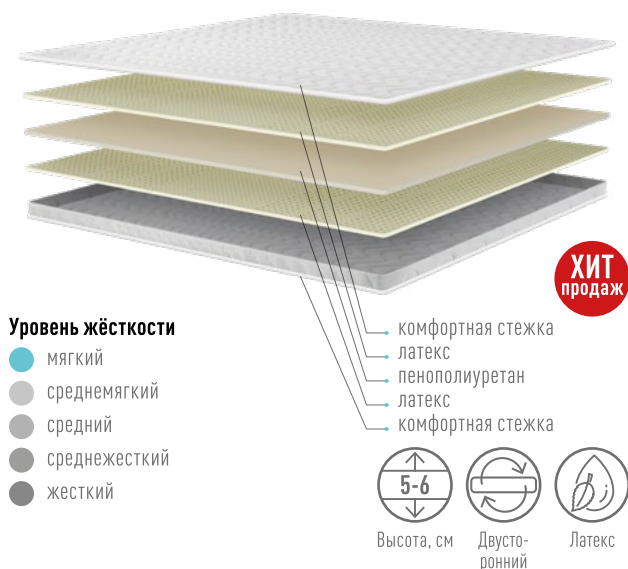 ХИТ
продаж
Уровень жёсткости
мягкий
среднемягкий
средний
среднежесткий
жесткий
комфортная стежка
латекс
пенополиуретан
латекс
комфортная стежка
5-6
Высота, см
Двусто-
ронний
Латекс